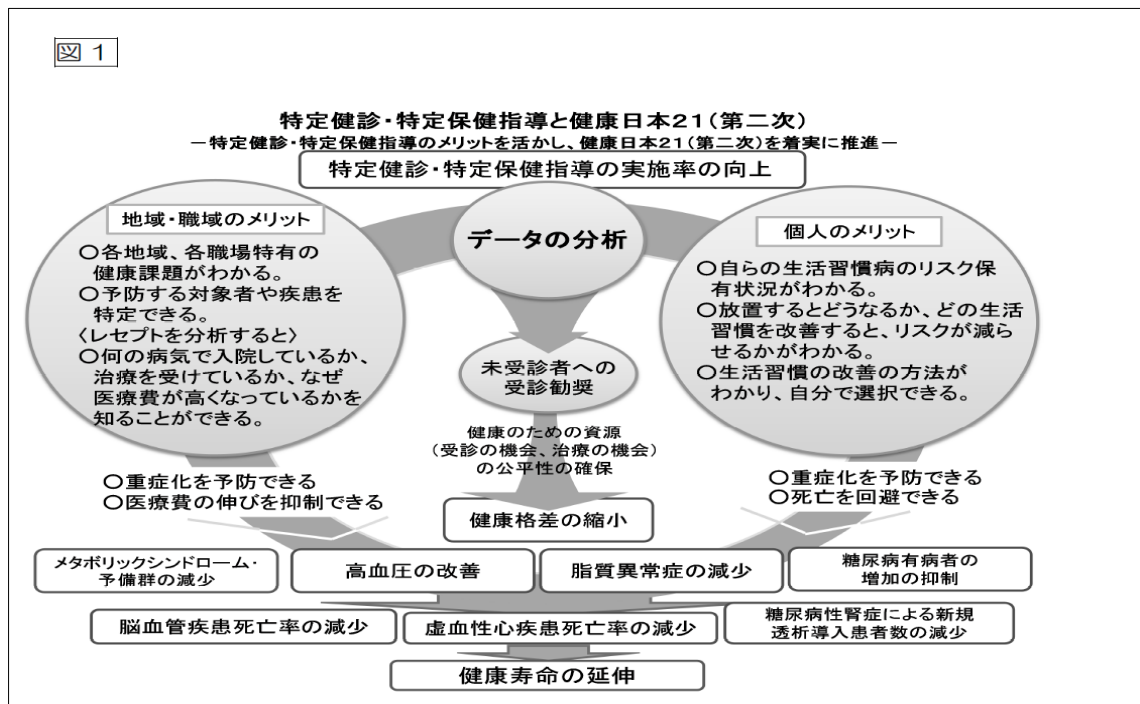 図１
特定健診・特定保健指導と健康日本２１（第二次）
－特定健診・特定保健指導のメリットを活かし、健康日本２１（第二次）を着実に推進－
特定健診・特定保健指導の実施率の向上
地域・職域のメリット
○各地域、各職場特有の
健康課題がわかる。
○予防する対象者や疾患を
特定できる。
〈レセプトを分析すると〉
○何の病気で入院しているか、
治療を受けているか、なぜ
医療費が高くなっているかを
知ることができる。
○重症化を予防できる
○医療費の伸びを抑制できる
データの分析
未受診者への
受診勧奨
健康のための資源
（受診の機会、治療の機会）
の公平性の確保
健康格差の縮小
個人のメリット
○自らの生活習慣病のリスク保
有状況がわかる。
○放置するとどうなるか、どの生活
習慣を改善すると、リスクが減ら
せるかがわかる。
○生活習慣の改善の方法が
わかり、自分で選択できる。
○重症化を予防できる
○死亡を回避できる
メタボリックシンドローム・
予備群の減少
高血圧の改善
脂質異常症の減少
糖尿病有病者の
増加の抑制
脳血管疾患死亡率の減少
虚血性心疾患死亡率の減少
糖尿病性腎症による新規
透析導入患者数の減少
健康寿命の延伸